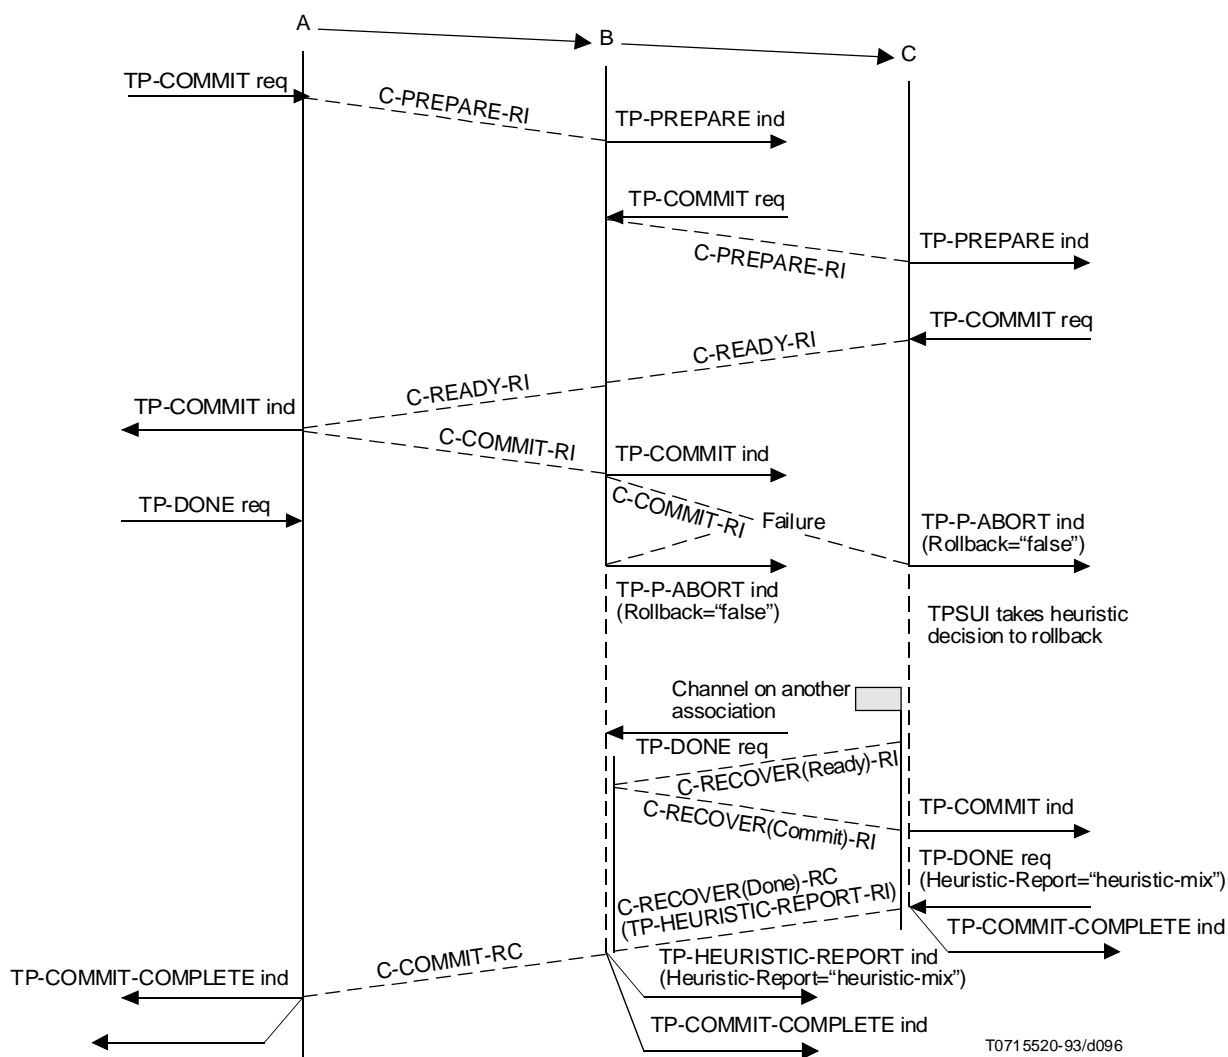 A
B
C
TP-COMMIT req
C-PREPARE-RI
TP-PREPARE ind
TP-COMMIT req
C-PREPARE-RI
TP-PREPARE ind
TP-COMMIT req
C-READY-RI
C-READY-RI
TP-COMMIT ind
C-COMMIT-RI
TP-COMMIT ind
TP-DONE req
C-COMMIT-RI
Failure
TP-P-ABORT ind
(Rollback=“false”)
TP-P-ABORT ind
(Rollback=“false”)
TPSUI takes heuristic
decision to rollback
Channel on another
association
TP-DONE req
C-RECOVER(Ready)-RI
C-RECOVER(Commit)-RI
TP-COMMIT ind
TP-DONE req
(Heuristic-Report=“heuristic-mix”)
C-RECOVER(Done)-RC
(TP-HEURISTIC-REPORT-RI)
TP-COMMIT-COMPLETE ind
C-COMMIT-RC
TP-HEURISTIC-REPORT ind
(Heuristic-Report=“heuristic-mix”)
TP-COMMIT-COMPLETE ind
TP-COMMIT-COMPLETE ind
T0715520-93/d096